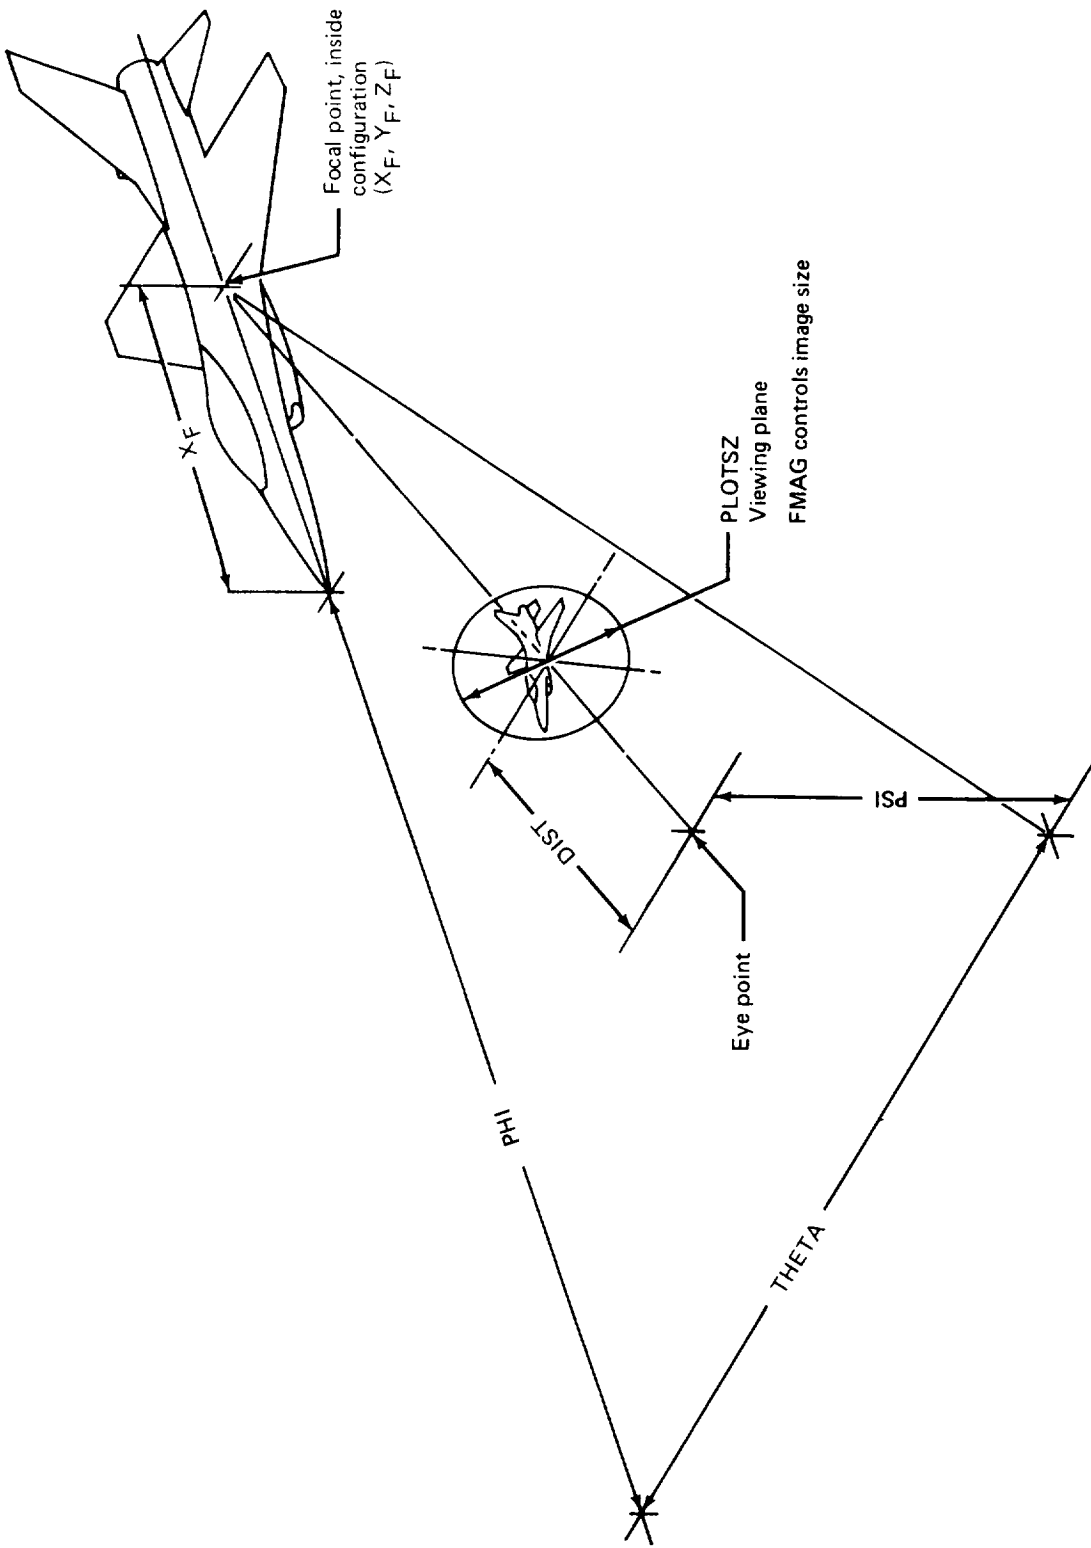 Focal point, inside
configuration
(XF, YF, ZF)
XF
PLOTSZ
Viewing plane
FMAG controls image size
DIST
PSI
Eye point
PHI
THETA